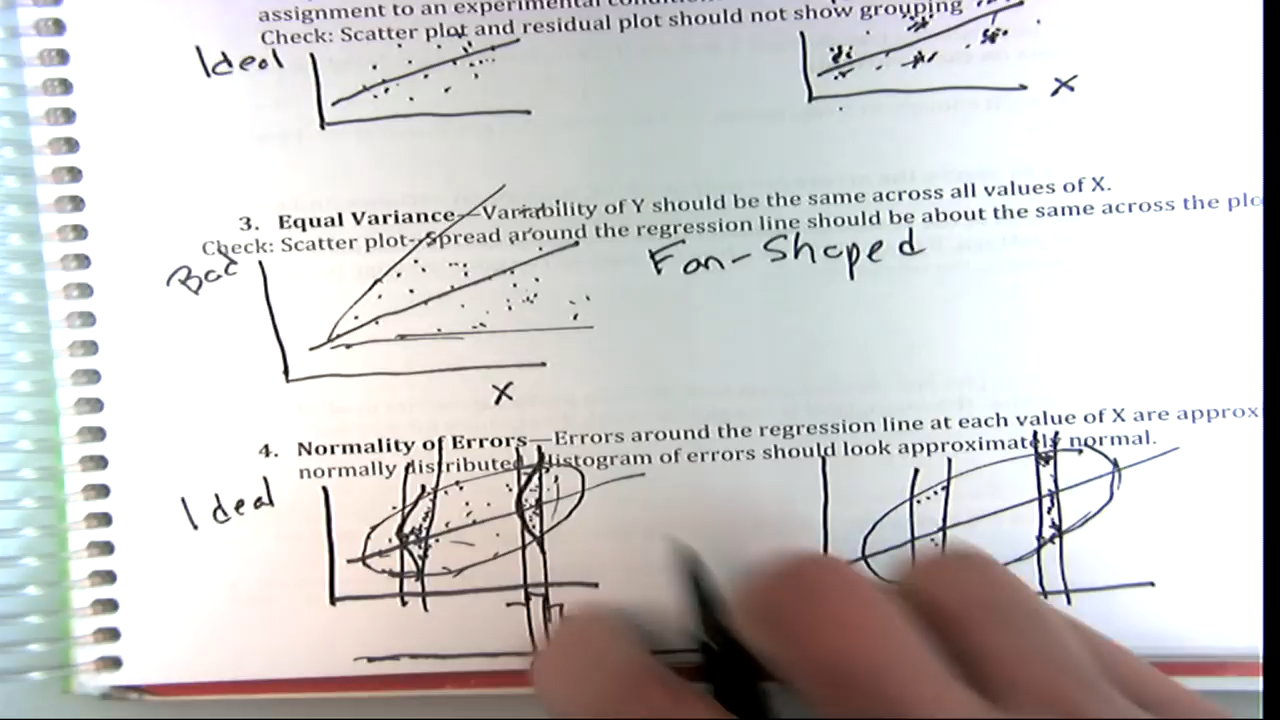 assignment to an experimental
Check: Scatter plot and residual plot should not show grouping
Ideal
X
3. Equal Variance—Variability of Y should be the same across all values of X.
Check: Scatter plot--Spread around the regression line should be about the same across the plo
Bad
Fan-Shaped
X
4. Normality of Errors—Errors around the regression line at each value of X are approx
normally distributed. Histogram of errors should look approximately normal.
Ideal